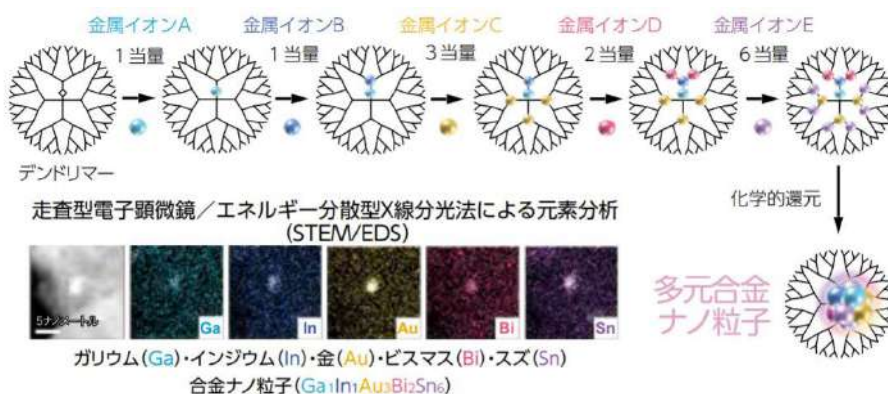 金属イオンA 金属イオンB 金属イオンC 金属イオンD 金属イオンE
1当量 1当量 3当量 2当量 6当量
デンドリマー
化学的還元
走査型電子顕微鏡/エネルギー分散型X線分光法による元素分析
(STEM/EDS)
5ナノメートル
Ga In Au Bi Sn
多元合金
ナノ粒子
ガリウム(Ga)・インジウム(In)・金(Au)・ビスマス(Bi)・スズ(Sn)
合金ナノ粒子(Ga₁In₁Au₃Bi₂Sn₆)